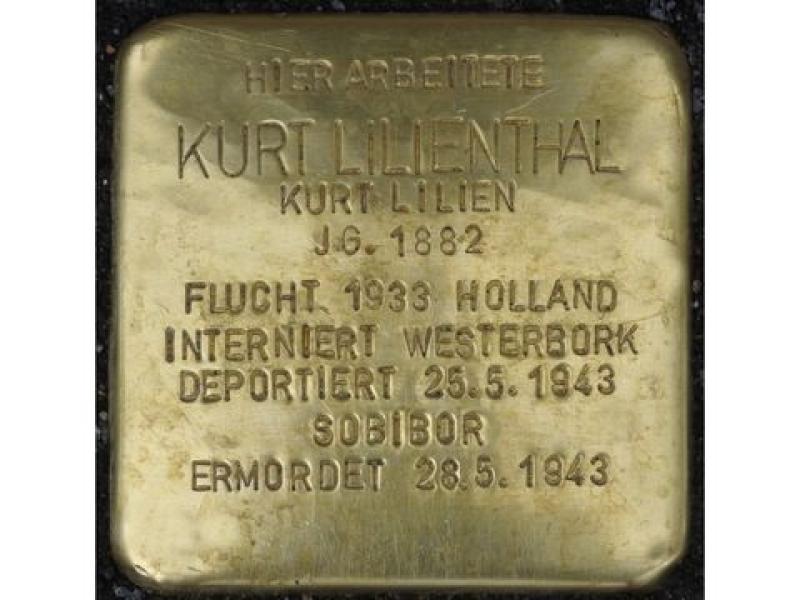 HIER ARBEITETE
KURT LILIENTHAL
KURT LILIEN
JG. 1882
FLUCHT 1933 HOLLAND
INTERNIERT WESTERBORK
DEPORTIERT 25.5.1943
SOBIBOR
ERMORDET 28.5.1943